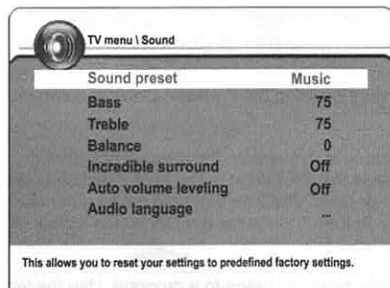 TV menu \ Sound
Sound preset Music
Bass 75
Treble 75
Balance 0
Incredible surround Off
Auto volume leveling Off
Audio language ...
This allows you to reset your settings to predefined factory settings.